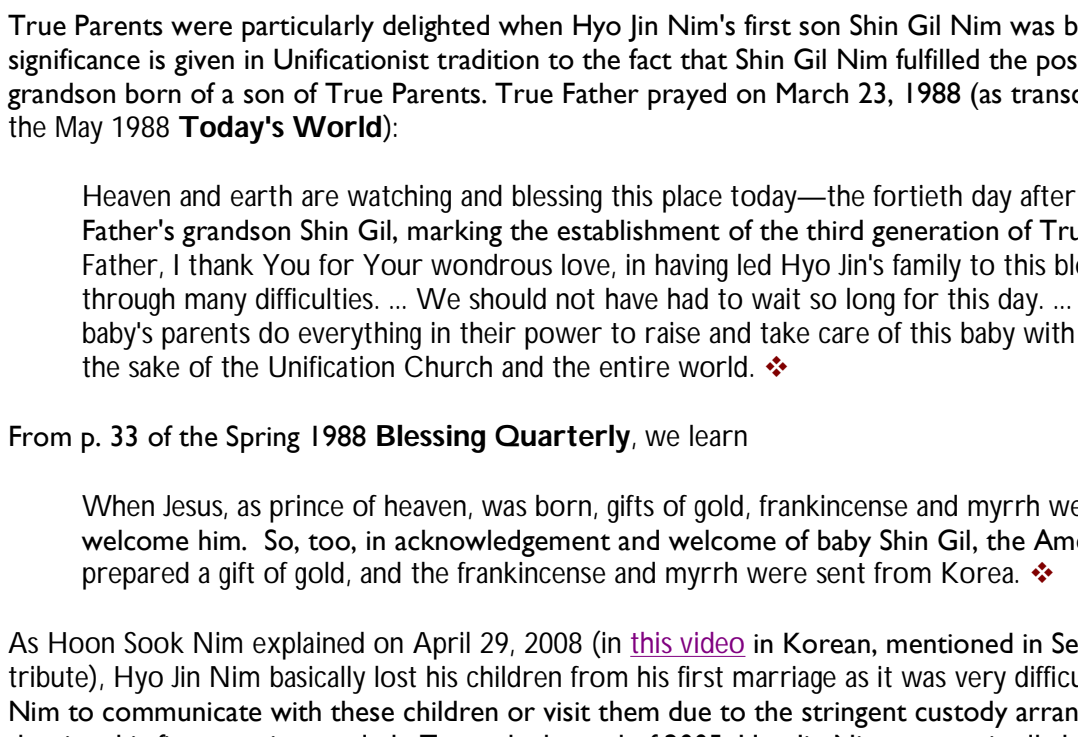 True Parents were particularly delighted when Hyo Jin Nim's first son Shin Gil Nim was b
significance is given in Unificationist tradition to the fact that Shin Gil Nim fulfilled the pos
grandson born of a son of True Parents. True Father prayed on March 23, 1988 (as transc
the May 1988 Today's World):
Heaven and earth are watching and blessing this place today—the fortieth day after
Father's grandson Shin Gil, marking the establishment of the third generation of Tru
Father, I thank You for Your wondrous love, in having led Hyo Jin's family to this ble
through many difficulties. ... We should not have had to wait so long for this day. ...
baby's parents do everything in their power to raise and take care of this baby with
the sake of the Unification Church and the entire world. ❖
From p. 33 of the Spring 1988 Blessing Quarterly, we learn
When Jesus, as prince of heaven, was born, gifts of gold, frankincense and myrrh we
welcome him. So, too, in acknowledgement and welcome of baby Shin Gil, the Ame
prepared a gift of gold, and the frankincense and myrrh were sent from Korea. ❖
As Hoon Sook Nim explained on April 29, 2008 (in this video in Korean, mentioned in Se
tribute), Hyo Jin Nim basically lost his children from his first marriage as it was very difficu
Nim to communicate with these children or visit them due to the stringent custody arran